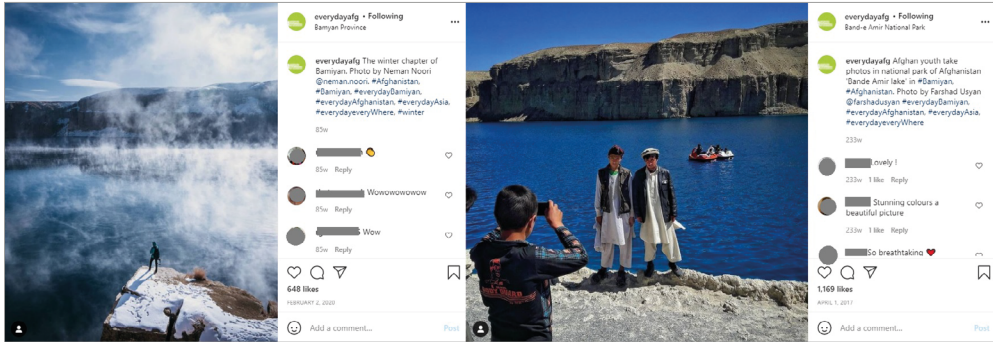 everydayafg • Following
Bamyan Province
everydayafg The winter chapter of
Bamiyan. Photo by Neman Noori
@neman.noori. #Afghanistan,
#Bamiyan, #everydayBamiyan,
#everydayAfghanistan, #everydayAsia,
#everydayeveryWhere, #winter
85w
85w Reply
Wowowowowow
85w Reply
Wow
85w Reply
648 likes
FEBRUARY 2, 2020
Add a comment...
Post
everydayafg • Following
Band-e Amir National Park
everydayafg Afghan youth take
photos in national park of Afghanistan
'Bande Amir lake' in #Bamiyan,
#Afghanistan. Photo by Farshad Usyan
@farshadusyan #everydayBamiyan,
#everydayAfghanistan, #everydayAsia,
#everydayeveryWhere
233w
Lovely !
233w 1 like Reply
Stunning colours a
beautiful picture
233w 1 like Reply
So breathtaking
1,169 likes
APRIL 1, 2017
Add a comment...
Post